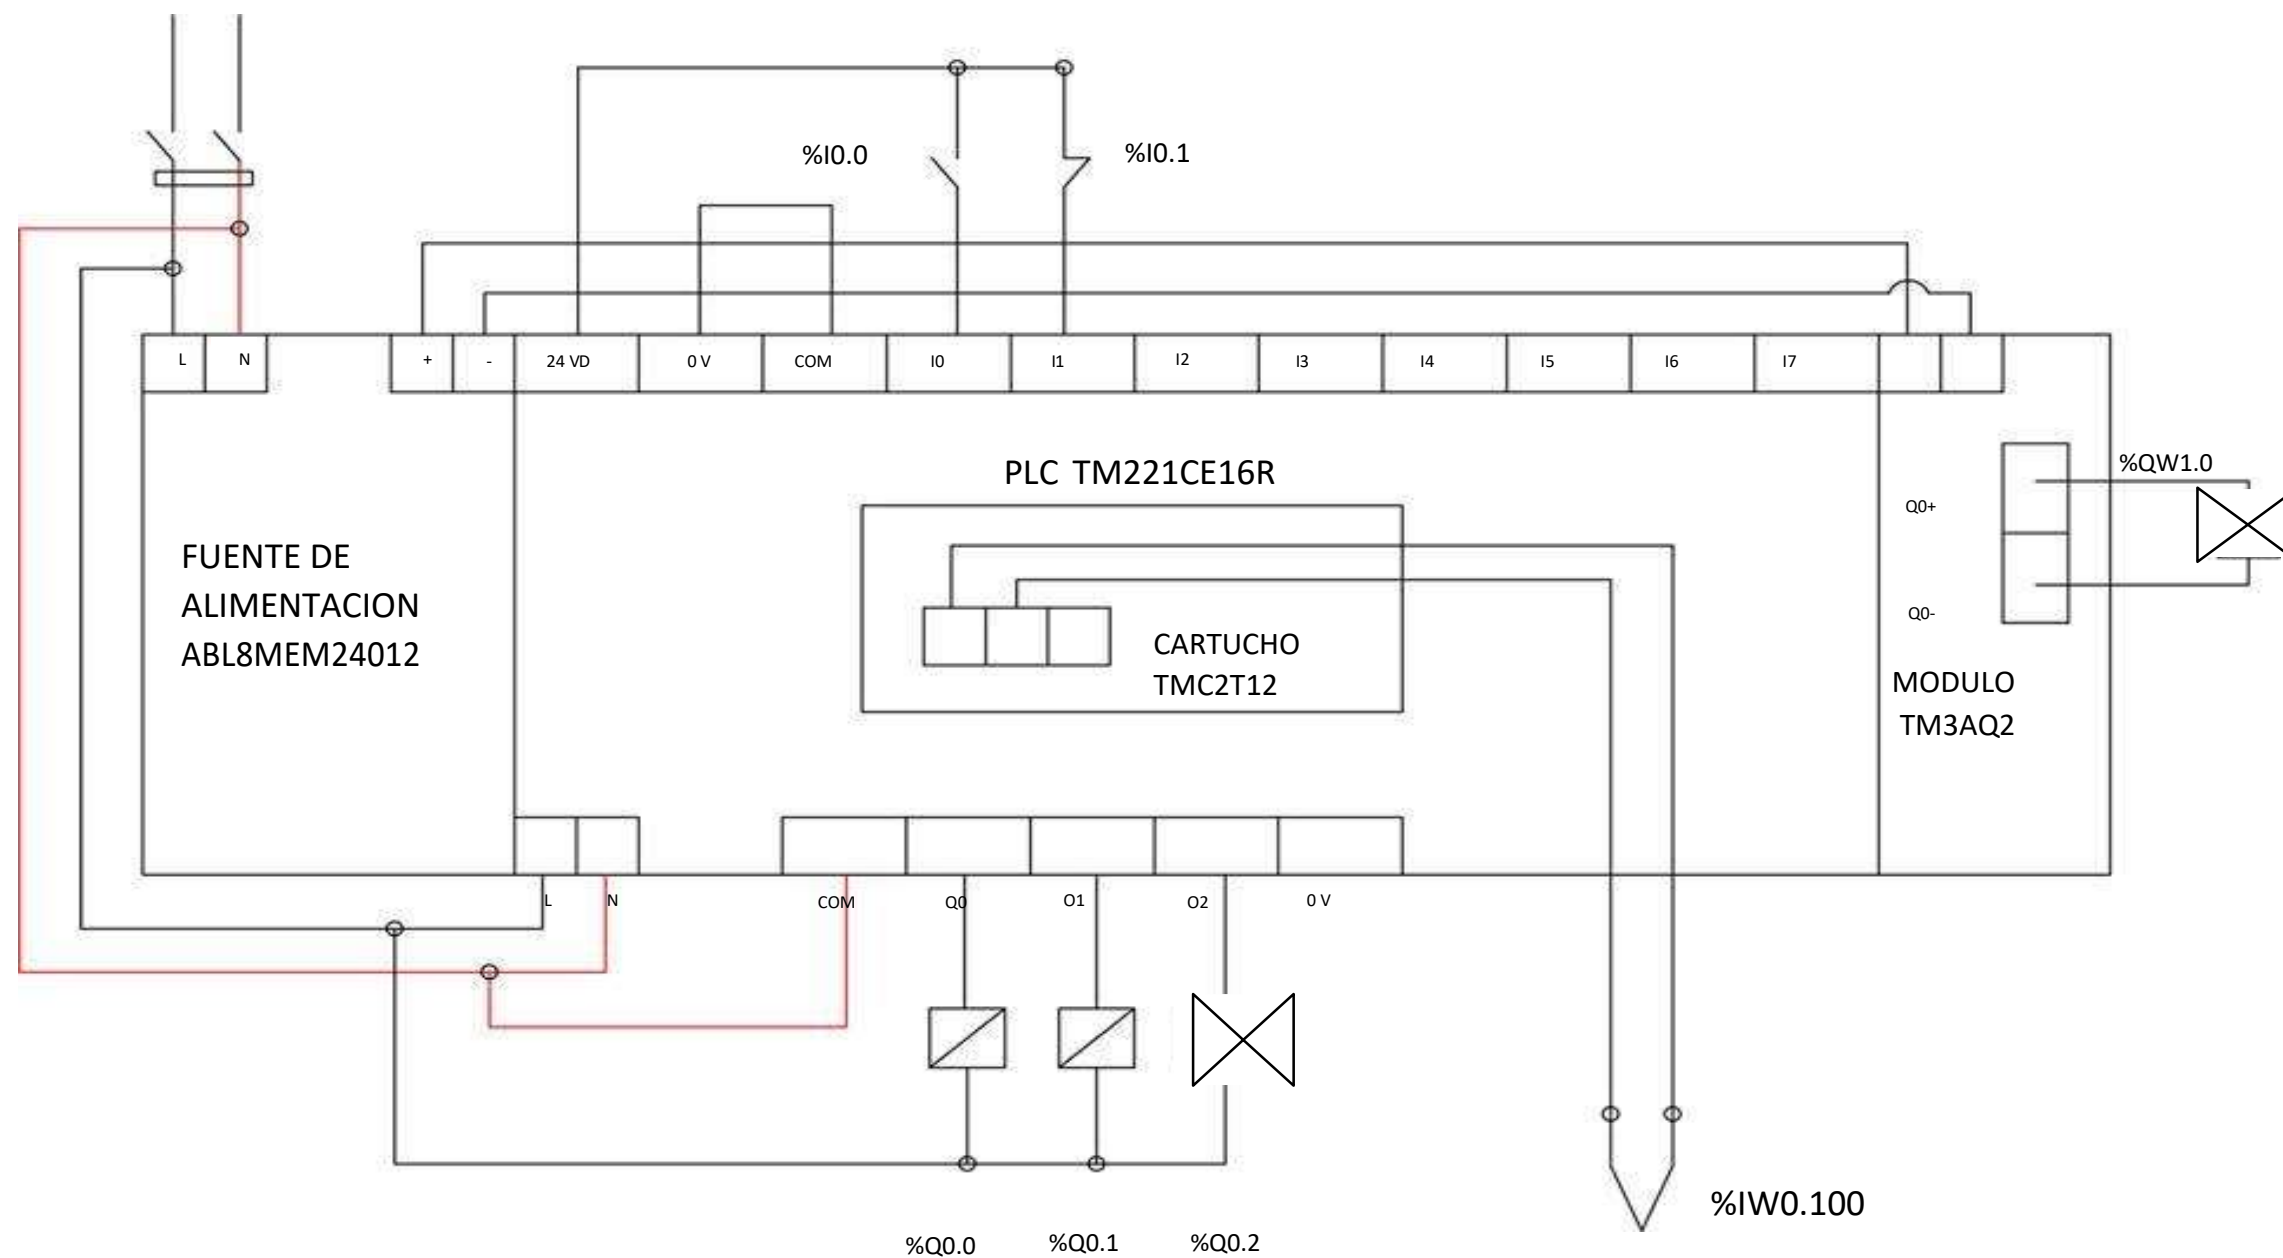 %I0.0
%I0.1
L
N
+
-
24 VD
0 V
COM
I0
I1
I2
I3
I4
I5
I6
I7
%QW1.0
PLC TM221CE16R
Q0+
FUENTE DE
ALIMENTACION
ABL8MEM24012
Q0-
CARTUCHO
TMC2T12
MODULO
TM3AQ2
L
N
COM
Q0
O1
O2
0 V
%IW0.100
%Q0.0
%Q0.1
%Q0.2